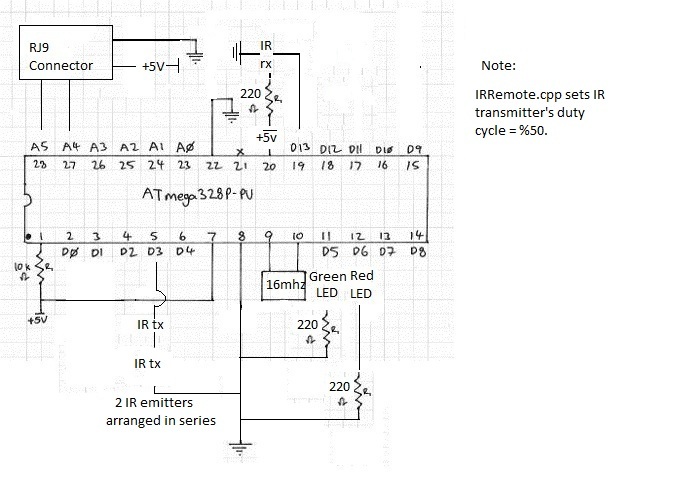 RJ9
Connector
+5V
IR
rx
220
Ω
+5v
Note:
IRRemote.cpp sets IR
transmitter's duty
cycle = %50.
A5 A4 A3 A2 A1 AØ x D13 D12 D11 D10 D9
28 27 26 25 24 23 22 21 20 19 18 17 16 15
ATmega328P-PU
1 2 3 4 5 6 7 8 9 10 11 12 13 14
DØ D1 D2 D3 D4 D5 D6 D7 D8
10k
Ω
+5V
16mhz
Green Red
LED LED
IR tx
IR tx
220
Ω
220
Ω
2 IR emitters
arranged in series